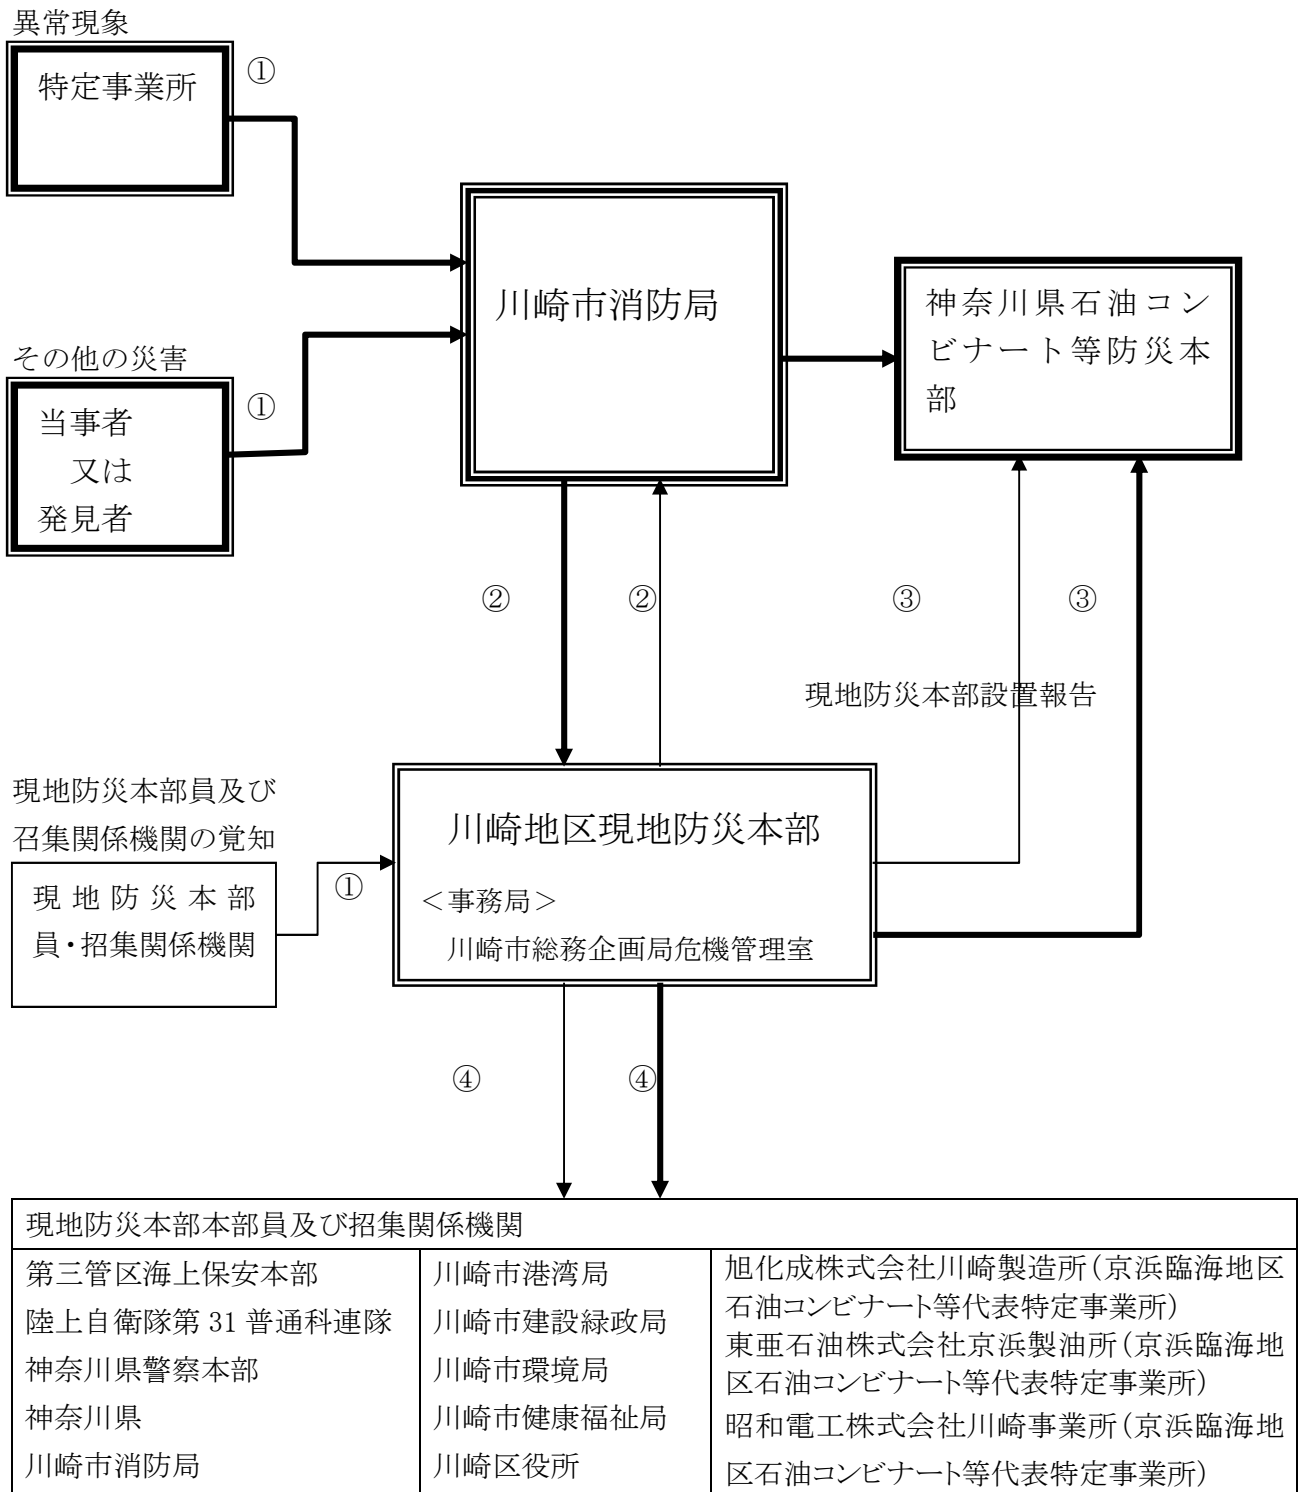 異常現象
特定事業所
①
川崎市消防局
神奈川県石油コン
ビナート等防災本
部
その他の災害
当事者
又は
発見者
①
②
②
③
③
現地防災本部設置報告
現地防災本部員及び
召集関係機関の覚知
現地防災本部
員・招集関係機関
①
川崎地区現地防災本部
＜事務局＞
川崎市総務企画局危機管理室
④
④
現地防災本部本部員及び招集関係機関
第三管区海上保安本部
陸上自衛隊第 31 普通科連隊
神奈川県警察本部
神奈川県
川崎市消防局
川崎市港湾局
川崎市建設緑政局
川崎市環境局
川崎市健康福祉局
川崎区役所
旭化成株式会社川崎製造所（京浜臨海地区
石油コンビナート等代表特定事業所）
東亜石油株式会社京浜製油所（京浜臨海地
区石油コンビナート等代表特定事業所）
昭和電工株式会社川崎事業所（京浜臨海地
区石油コンビナート等代表特定事業所）